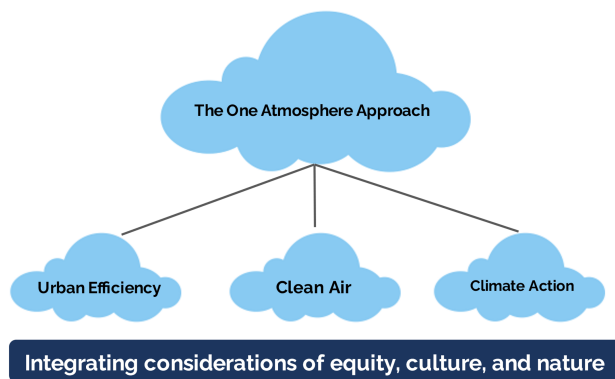 The One Atmosphere Approach
Urban Efficiency
Clean Air
Climate Action
Integrating considerations of equity, culture, and nature